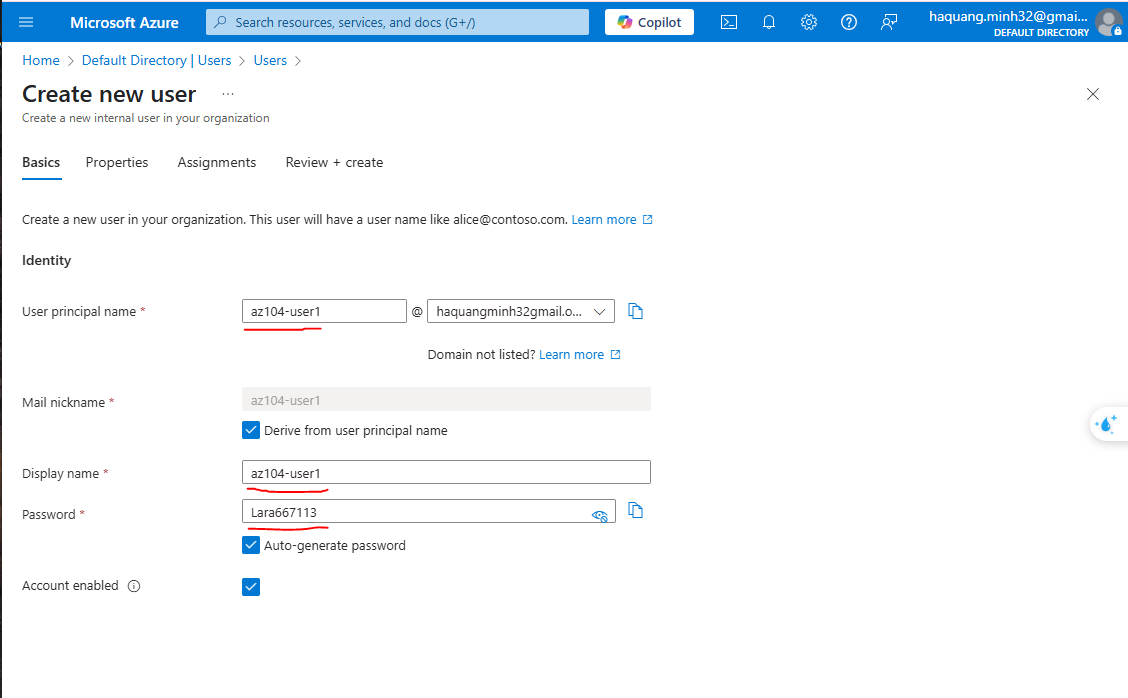 Microsoft Azure
Search resources, services, and docs (G+/)
Copilot
haquang.minh32@gmai...
DEFAULT DIRECTORY
Home > Default Directory | Users > Users >
Create new user ...
Create a new internal user in your organization
Basics Properties Assignments Review + create
Create a new user in your organization. This user will have a user name like alice@contoso.com. Learn more
Identity
User principal name * az104-user1 @ haquangminh32gmail.o...
Domain not listed? Learn more
Mail nickname * az104-user1
Derive from user principal name
Display name * az104-user1
Password * Lara667113
Auto-generate password
Account enabled